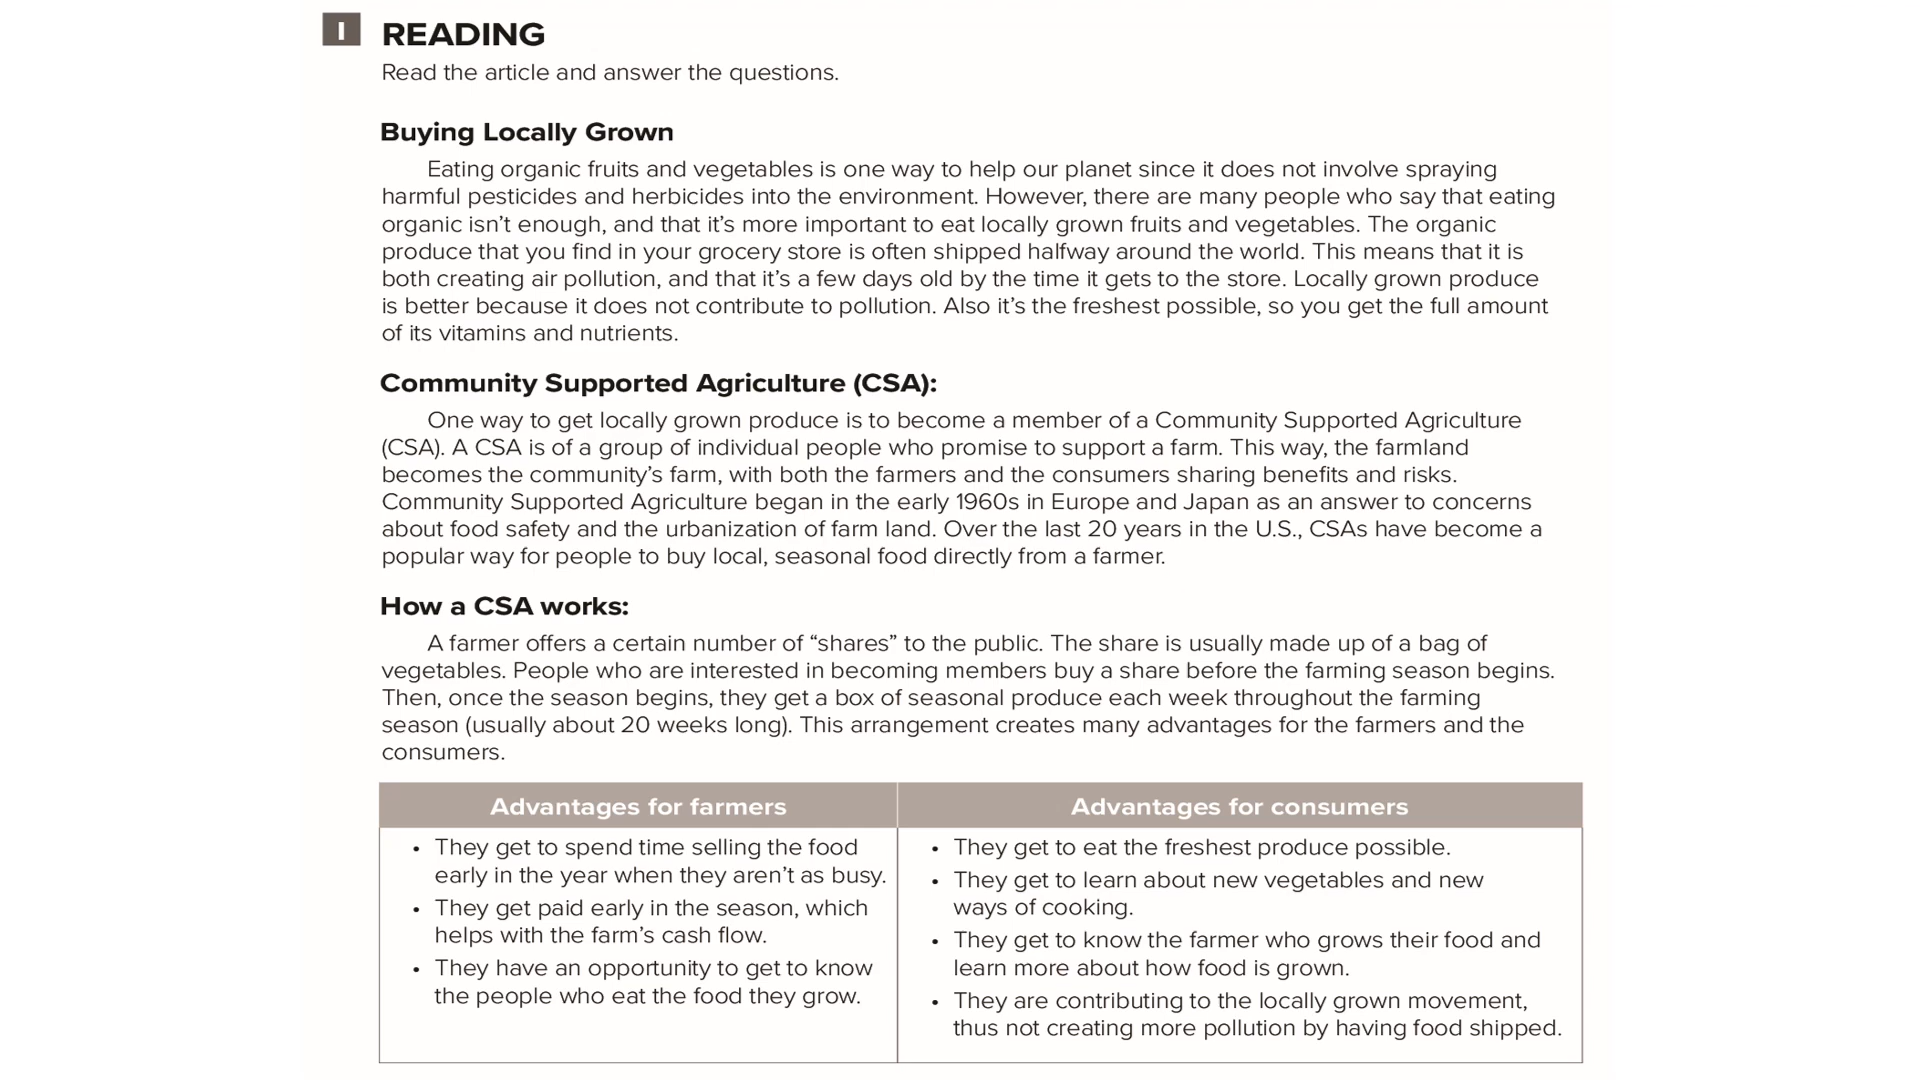 I READING
Read the article and answer the questions.
Buying Locally Grown
Eating organic fruits and vegetables is one way to help our planet since it does not involve spraying
harmful pesticides and herbicides into the environment. However, there are many people who say that eating
organic isn’t enough, and that it’s more important to eat locally grown fruits and vegetables. The organic
produce that you find in your grocery store is often shipped halfway around the world. This means that it is
both creating air pollution, and that it’s a few days old by the time it gets to the store. Locally grown produce
is better because it does not contribute to pollution. Also it’s the freshest possible, so you get the full amount
of its vitamins and nutrients.
Community Supported Agriculture (CSA):
One way to get locally grown produce is to become a member of a Community Supported Agriculture
(CSA). A CSA is of a group of individual people who promise to support a farm. This way, the farmland
becomes the community’s farm, with both the farmers and the consumers sharing benefits and risks.
Community Supported Agriculture began in the early 1960s in Europe and Japan as an answer to concerns
about food safety and the urbanization of farm land. Over the last 20 years in the U.S., CSAs have become a
popular way for people to buy local, seasonal food directly from a farmer.
How a CSA works:
A farmer offers a certain number of “shares” to the public. The share is usually made up of a bag of
vegetables. People who are interested in becoming members buy a share before the farming season begins.
Then, once the season begins, they get a box of seasonal produce each week throughout the farming
season (usually about 20 weeks long). This arrangement creates many advantages for the farmers and the
consumers.
Advantages for farmers
• They get to spend time selling the food
early in the year when they aren’t as busy.
• They get paid early in the season, which
helps with the farm’s cash flow.
• They have an opportunity to get to know
the people who eat the food they grow.
Advantages for consumers
• They get to eat the freshest produce possible.
• They get to learn about new vegetables and new
ways of cooking.
• They get to know the farmer who grows their food and
learn more about how food is grown.
• They are contributing to the locally grown movement,
thus not creating more pollution by having food shipped.